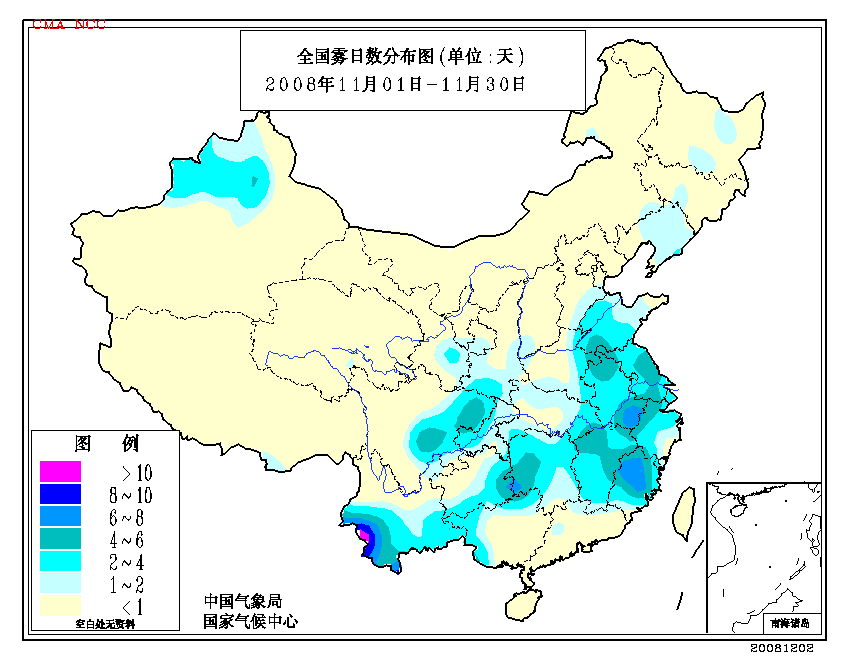 CMA NCC
全国雾日数分布图(单位:天)
2008年11月01日-11月30日
图 例
>10
8~10
6~8
4~6
2~4
1~2
<1
空白处无资料
中国气象局
国家气候中心
南海诸岛
20081202